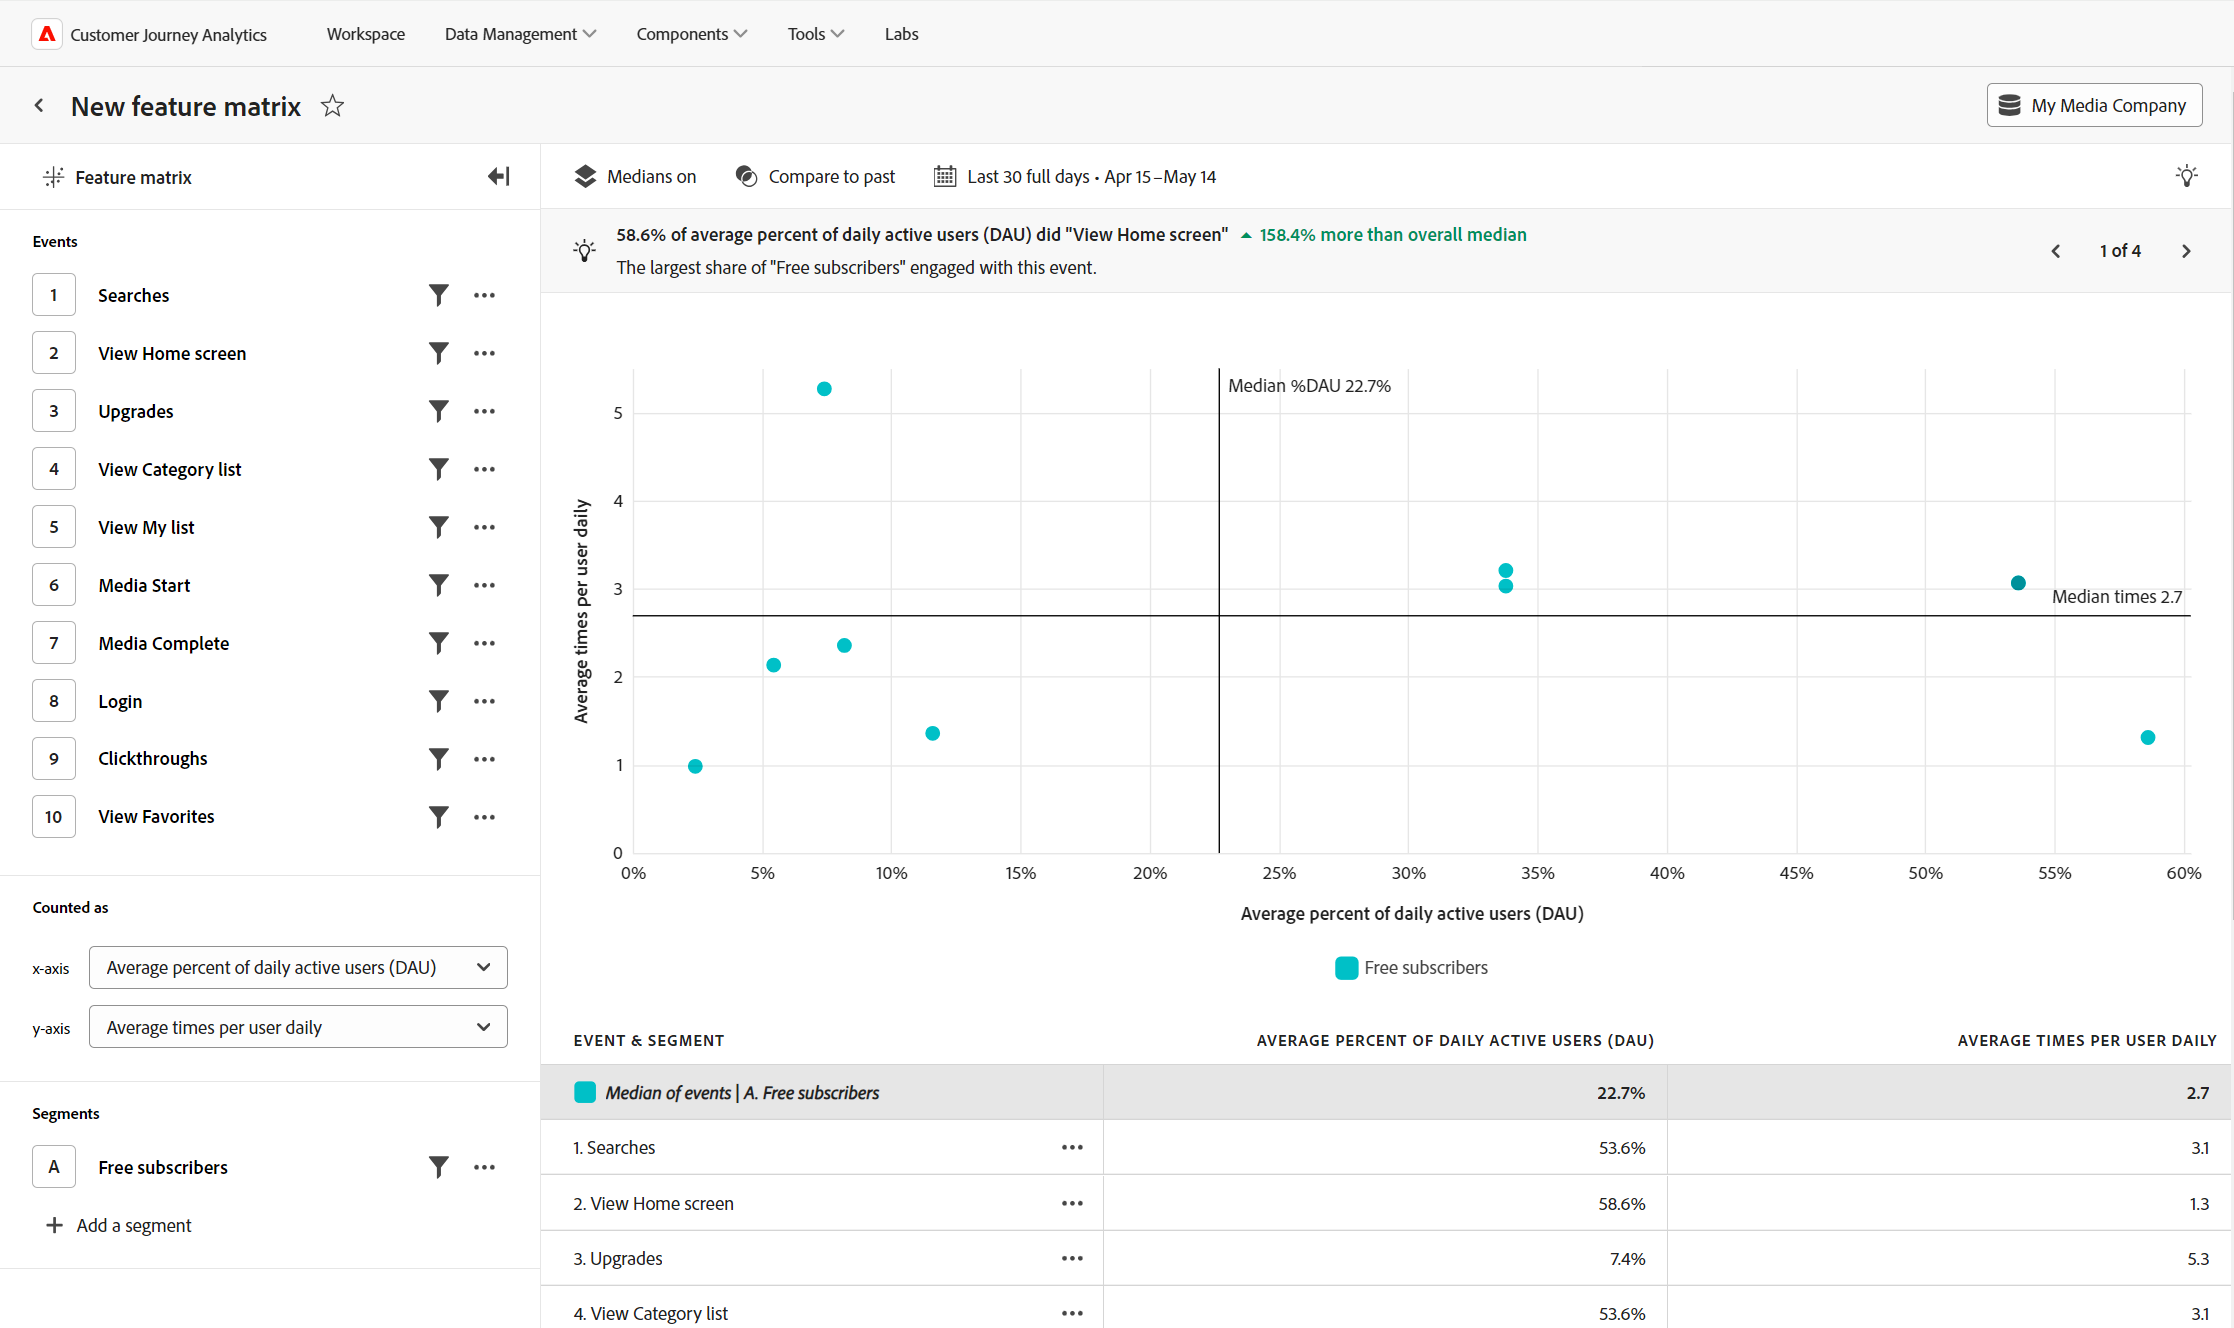 Customer Journey Analytics Workspace Data Management Components Tools Labs
New feature matrix My Media Company
Feature matrix
Events
1 Searches
2 View Home screen
3 Upgrades
4 View Category list
5 View My list
6 Media Start
7 Media Complete
8 Login
9 Clickthroughs
10 View Favorites
Counted as
x-axis Average percent of daily active users (DAU)
y-axis Average times per user daily
Segments
A Free subscribers
Add a segment
Medians on Compare to past Last 30 full days • Apr 15–May 14
58.6% of average percent of daily active users (DAU) did "View Home screen" 158.4% more than overall median
The largest share of "Free subscribers" engaged with this event.
1 of 4
Median %DAU 22.7%
5
4
3
2
1
0
Average times per user daily
Median times 2.7
0% 5% 10% 15% 20% 25% 30% 35% 40% 45% 50% 55% 60%
Average percent of daily active users (DAU)
Free subscribers
EVENT & SEGMENT AVERAGE PERCENT OF DAILY ACTIVE USERS (DAU) AVERAGE TIMES PER USER DAILY
Median of events | A. Free subscribers 22.7% 2.7
1. Searches 53.6% 3.1
2. View Home screen 58.6% 1.3
3. Upgrades 7.4% 5.3
4. View Category list 53.6% 3.1